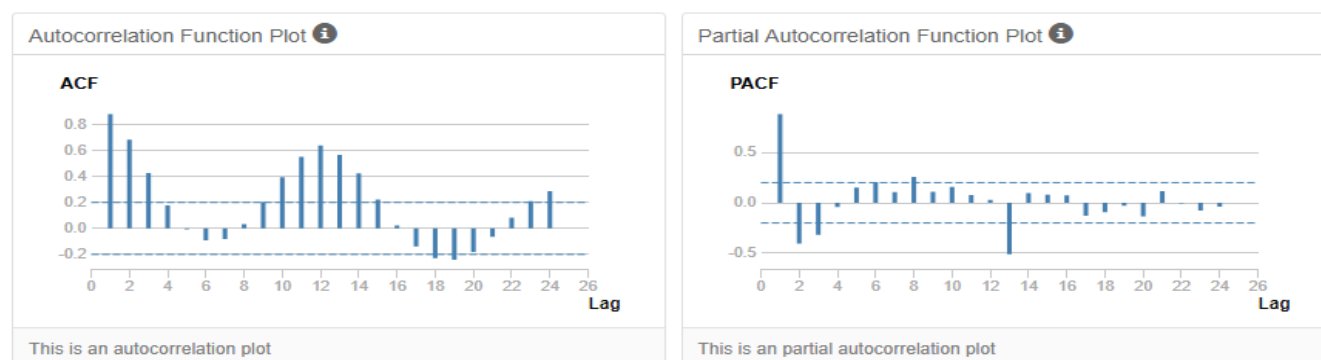 Autocorrelation Function Plot i
ACF
0.8
0.6
0.4
0.2
0.0
-0.2
0 2 4 6 8 10 12 14 16 18 20 22 24 26
Lag
This is an autocorrelation plot
Partial Autocorrelation Function Plot i
PACF
0.5
0.0
-0.5
0 2 4 6 8 10 12 14 16 18 20 22 24 26
Lag
This is an partial autocorrelation plot